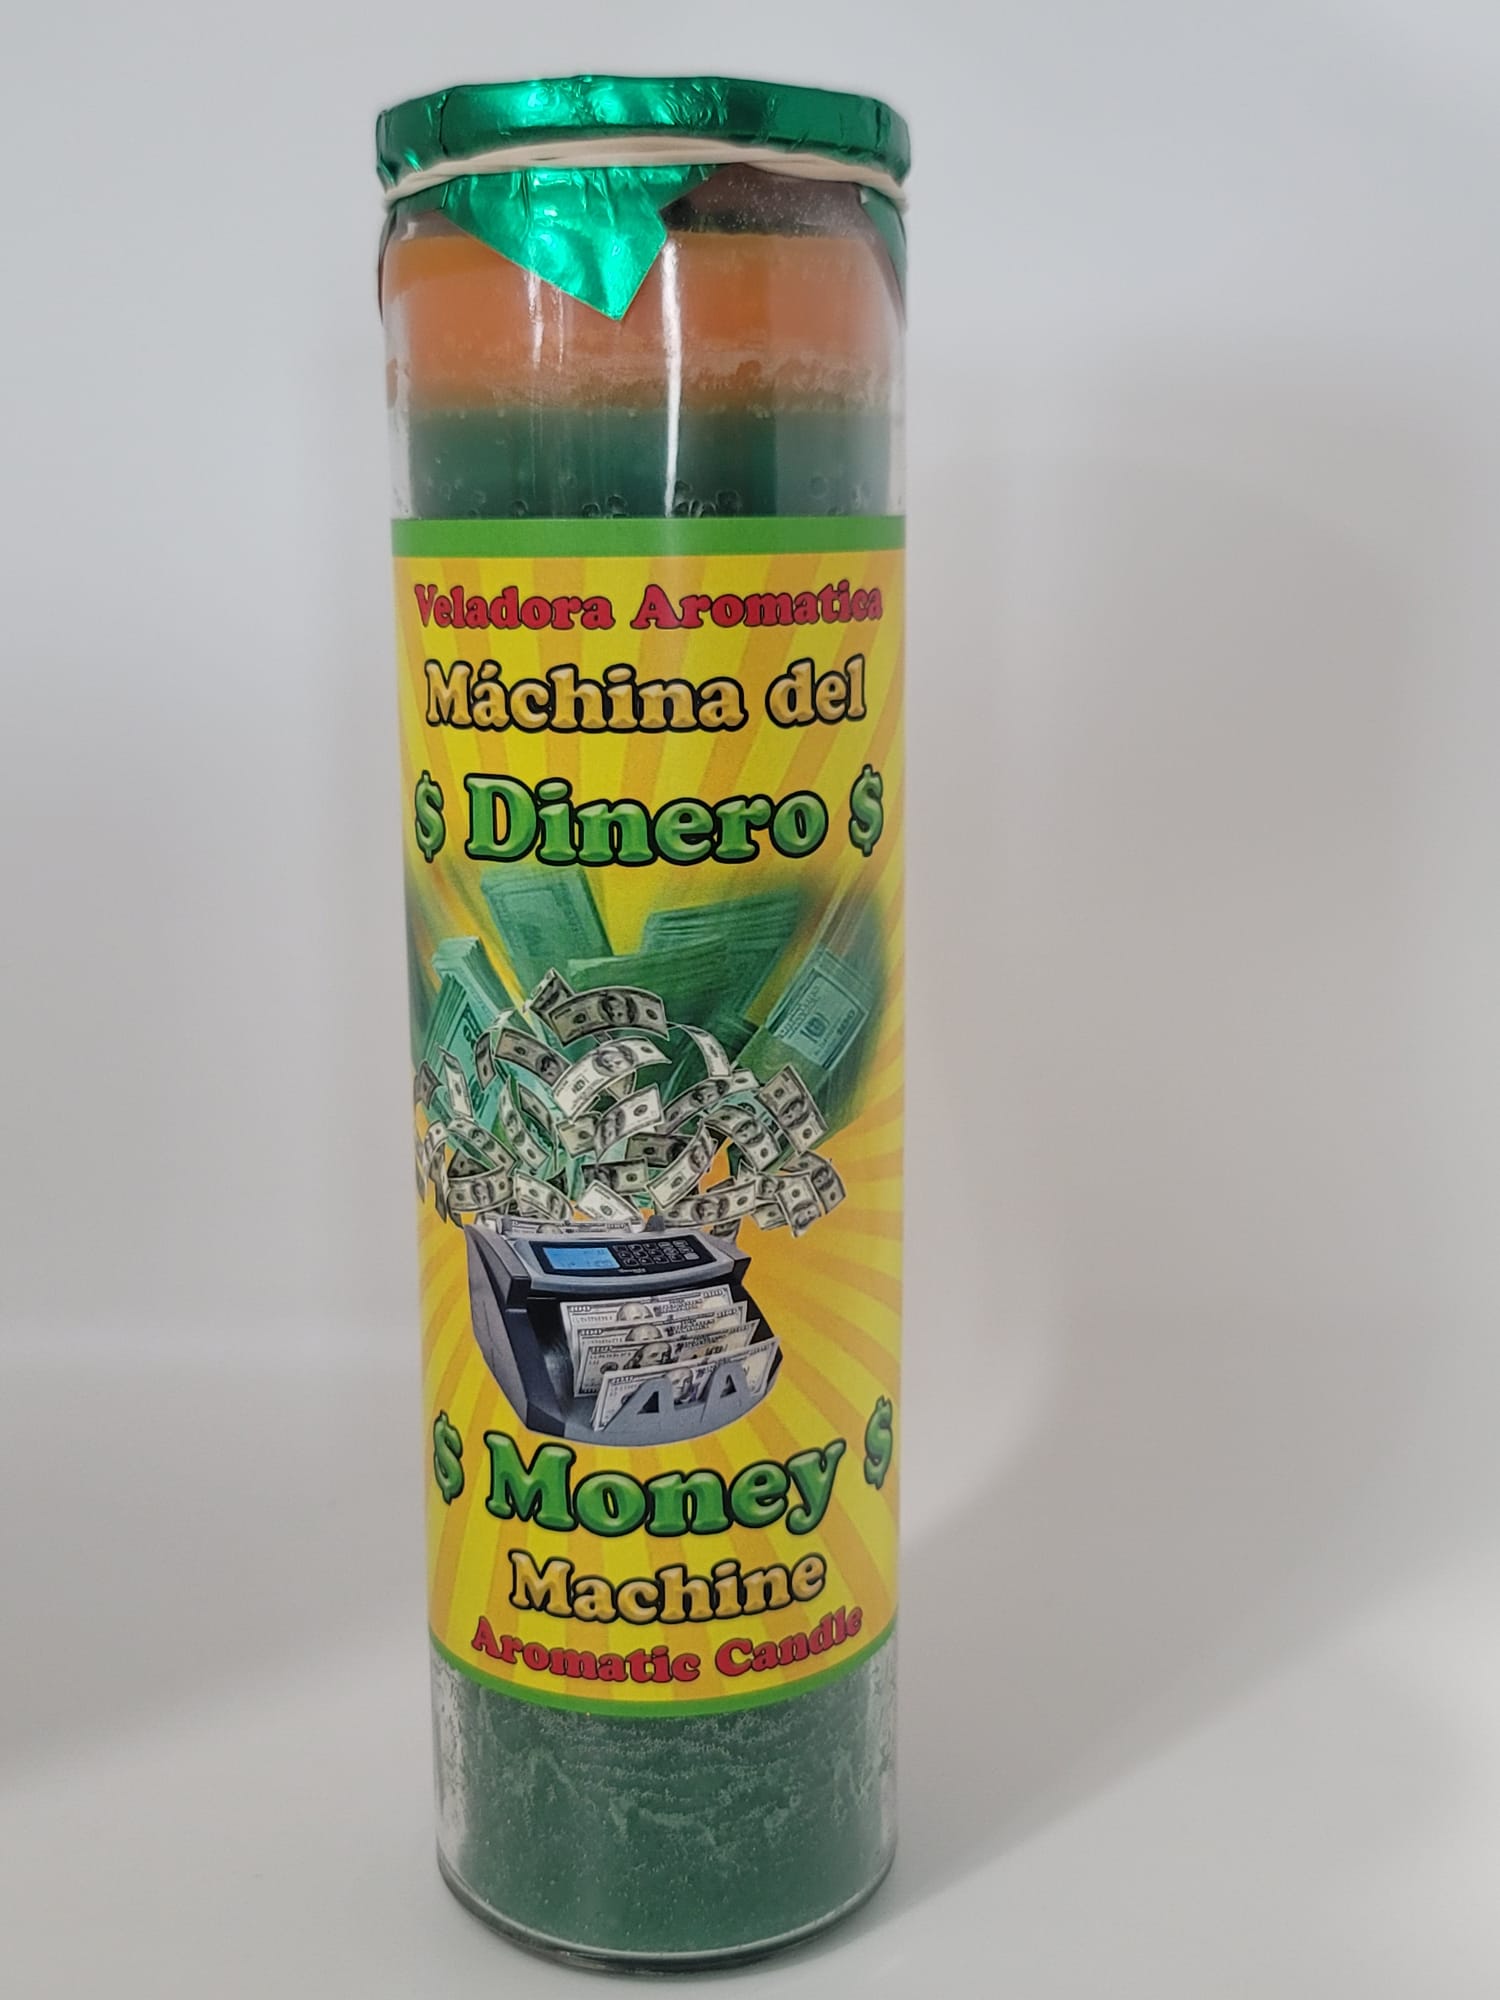 Veladora Aromatica
Máchina del
$ Dinero $
$ Money $
Machine
Aromatic Candle